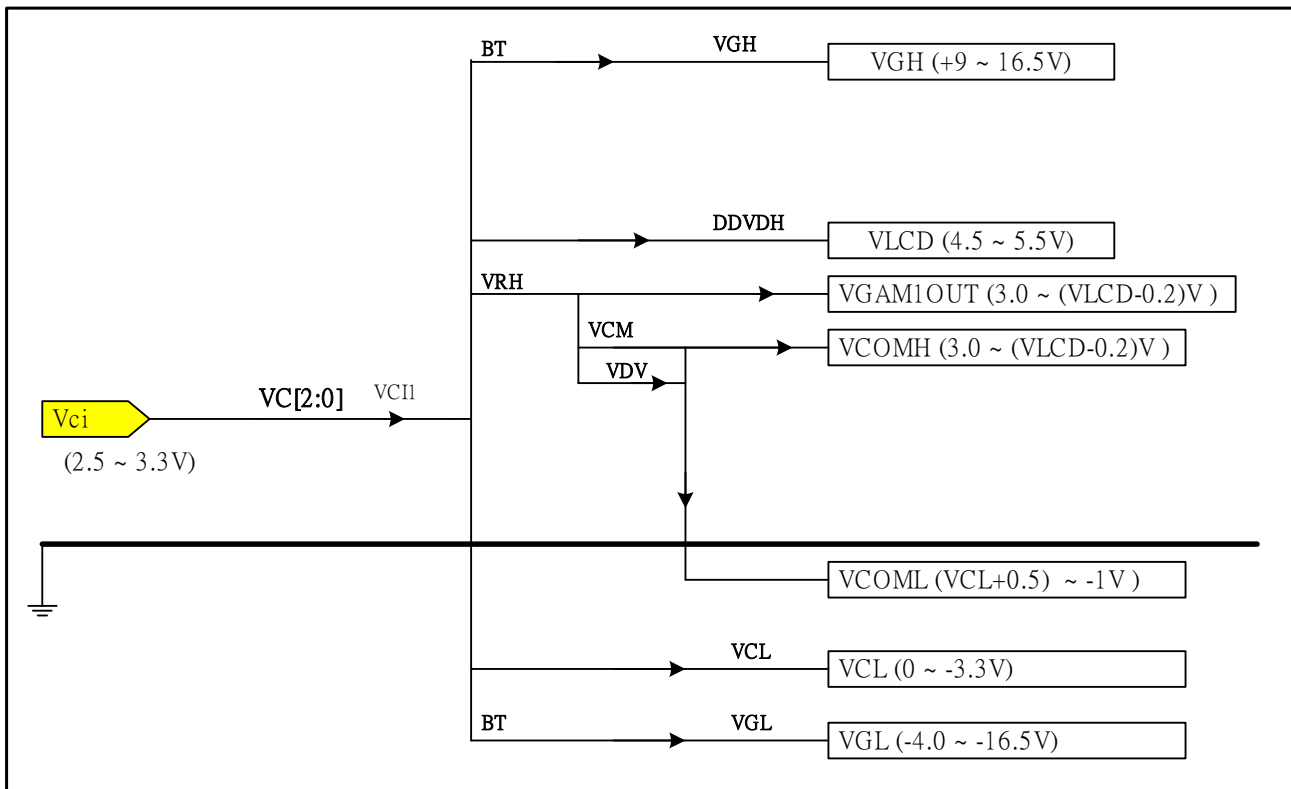 BT
VGH
VGH (+9 ~ 16.5V)
DDVDH
VLCD (4.5 ~ 5.5V)
VRH
VGAM1OUT (3.0 ~ (VLCD-0.2)V )
VCM
VCOMH (3.0 ~ (VLCD-0.2)V )
VDV
Vci
VC[2:0]
VCI1
(2.5 ~ 3.3V)
VCOML (VCL+0.5) ~ -1V )
VCL
VCL (0 ~ -3.3V)
BT
VGL
VGL (-4.0 ~ -16.5V)